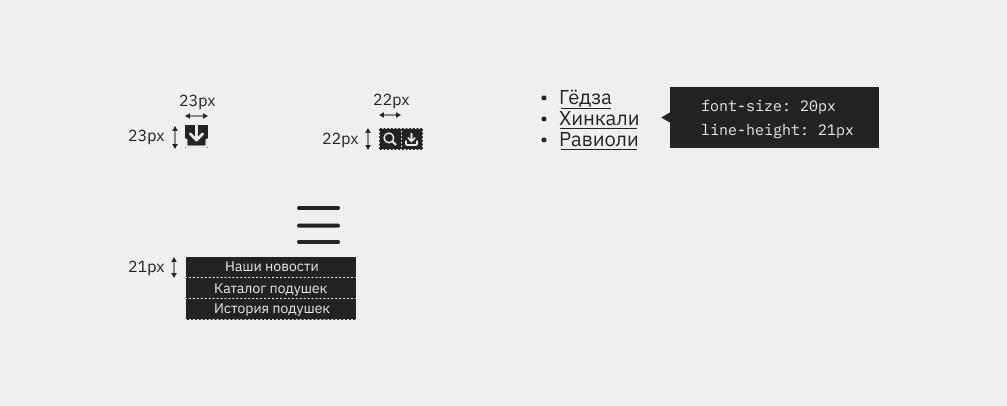 23px
23px
22px
22px
• Гёдза
• Хинкали
• Равиоли
font-size: 20px
line-height: 21px
21px
Наши новости
Каталог подушек
История подушек